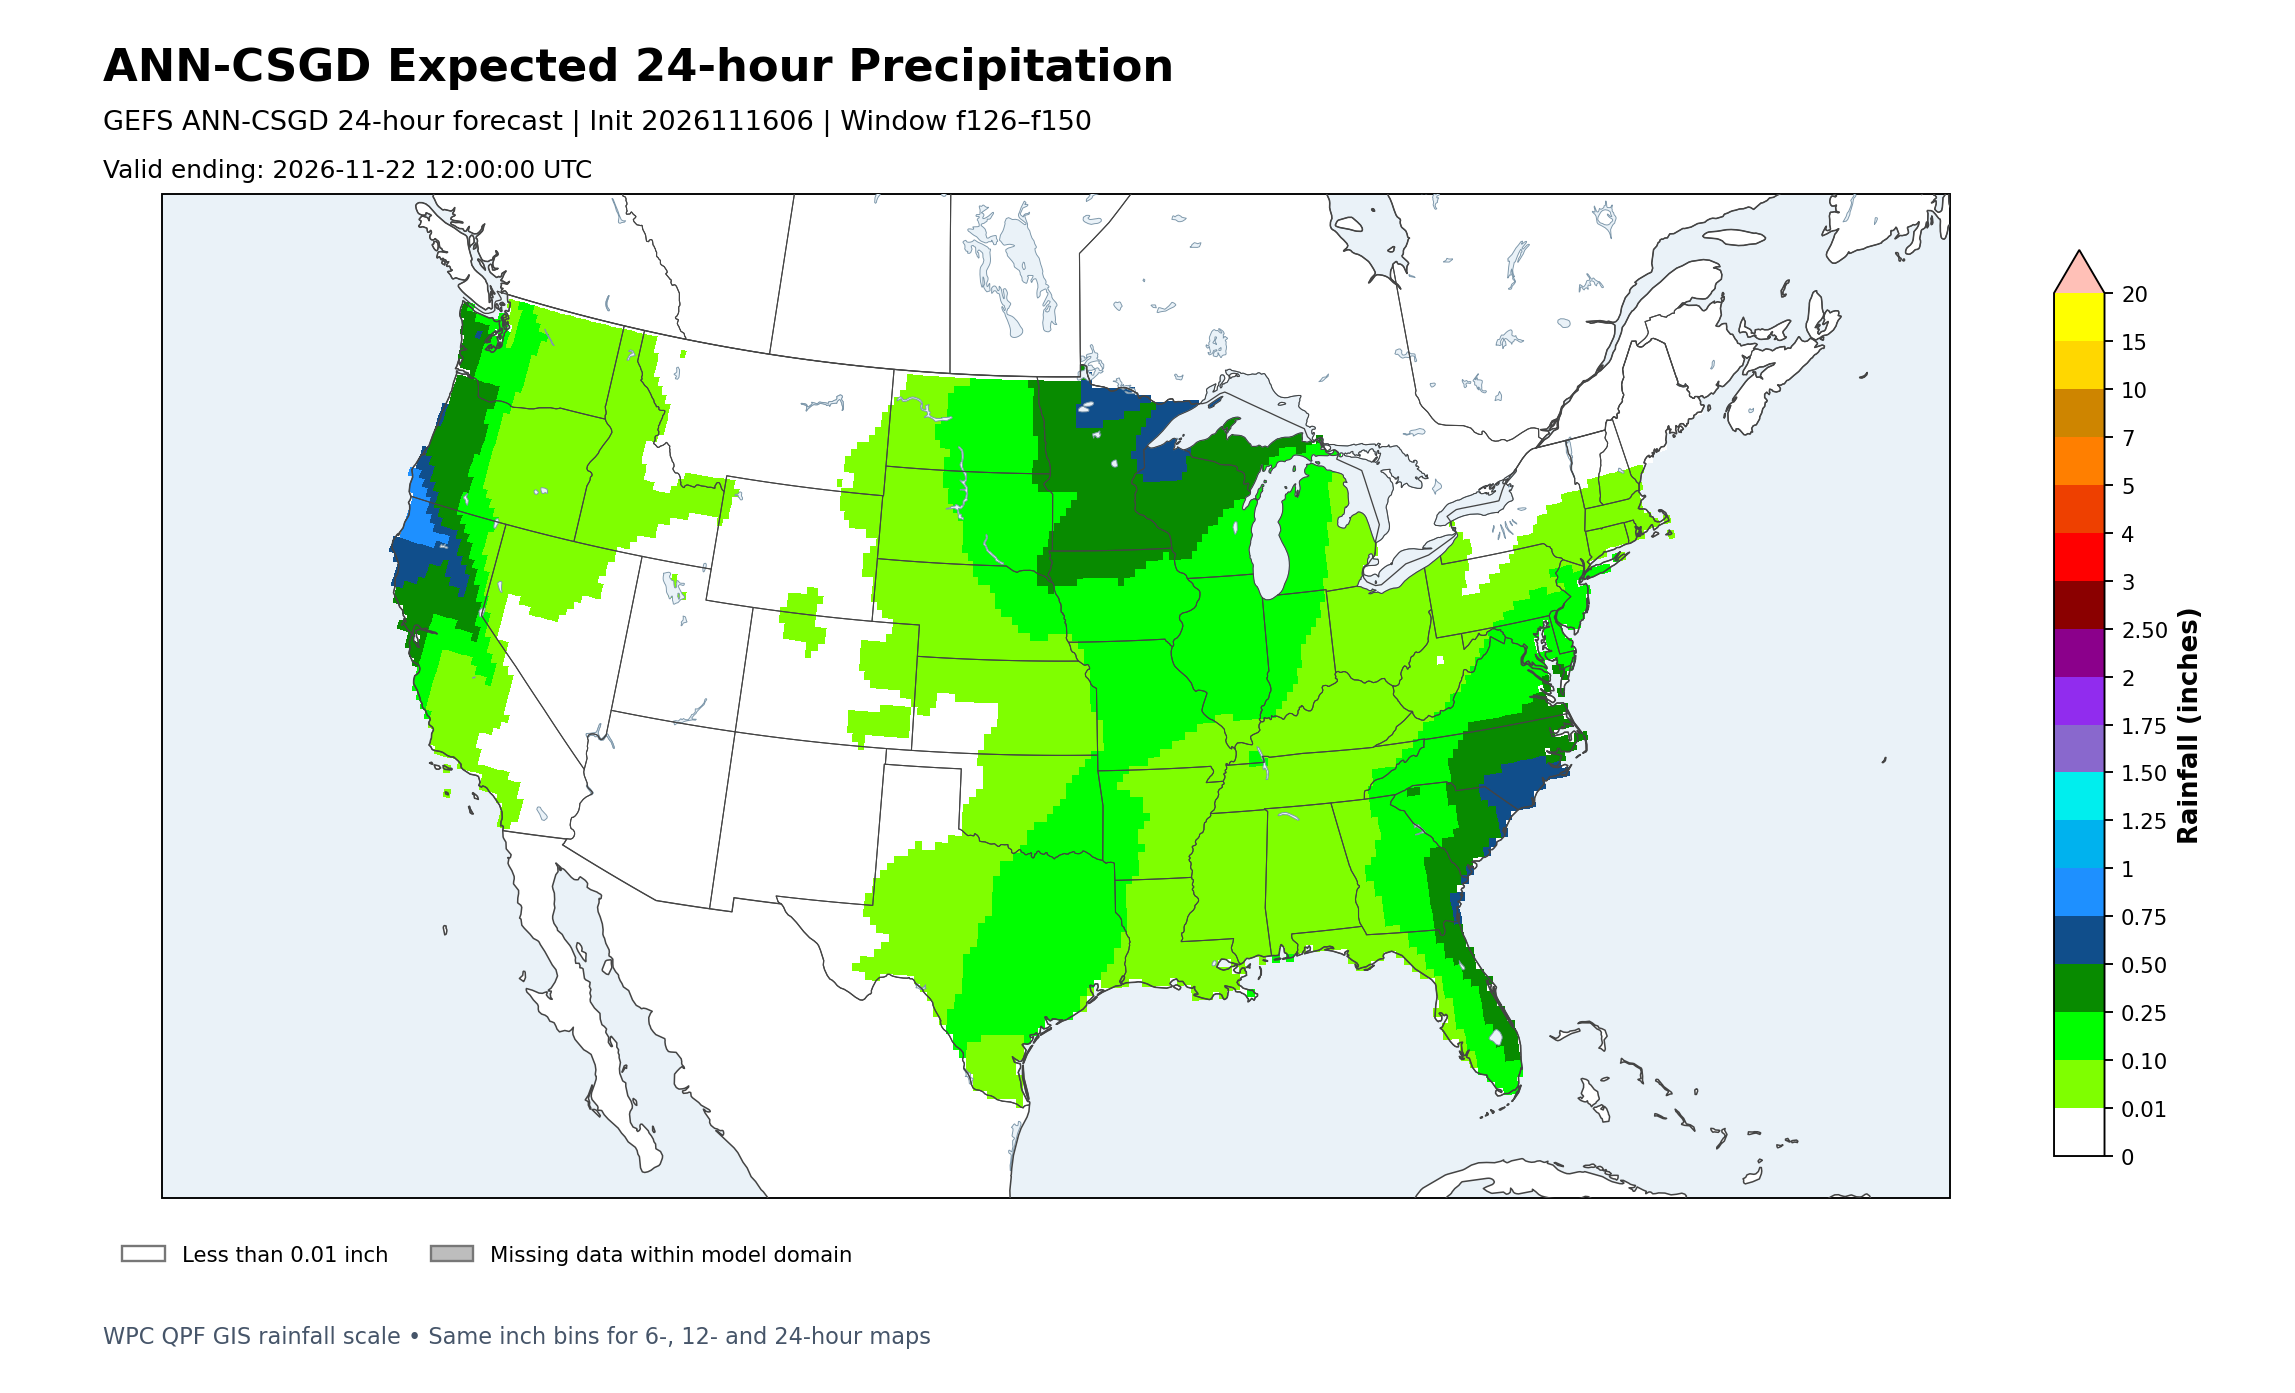 ANN-CSGD Expected 24-hour Precipitation
GEFS ANN-CSGD 24-hour forecast | Init 2026111606 | Window f126–f150
Valid ending: 2026-11-22 12:00:00 UTC
20
15
10
7
5
4
3
2.50
2
1.75
1.50
1.25
1
0.75
0.50
0.25
0.10
0.01
0
Rainfall (inches)
Less than 0.01 inch
Missing data within model domain
WPC QPF GIS rainfall scale • Same inch bins for 6-, 12- and 24-hour maps